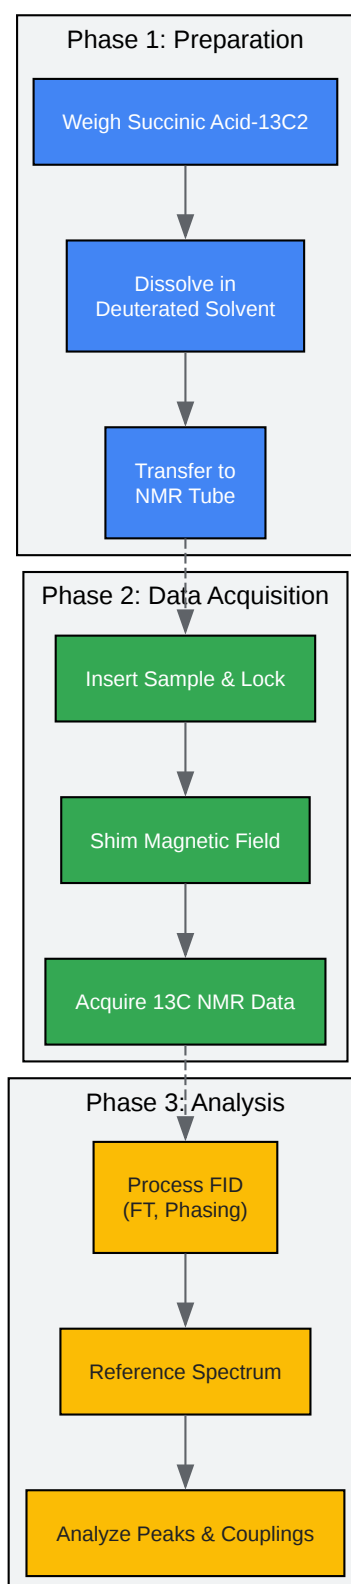 Phase 1: Preparation
Weigh Succinic Acid-13C2
Dissolve in
Deuterated Solvent
Transfer to
NMR Tube
Phase 2: Data Acquisition
Insert Sample & Lock
Shim Magnetic Field
Acquire 13C NMR Data
Phase 3: Analysis
Process FID
(FT, Phasing)
Reference Spectrum
Analyze Peaks & Couplings